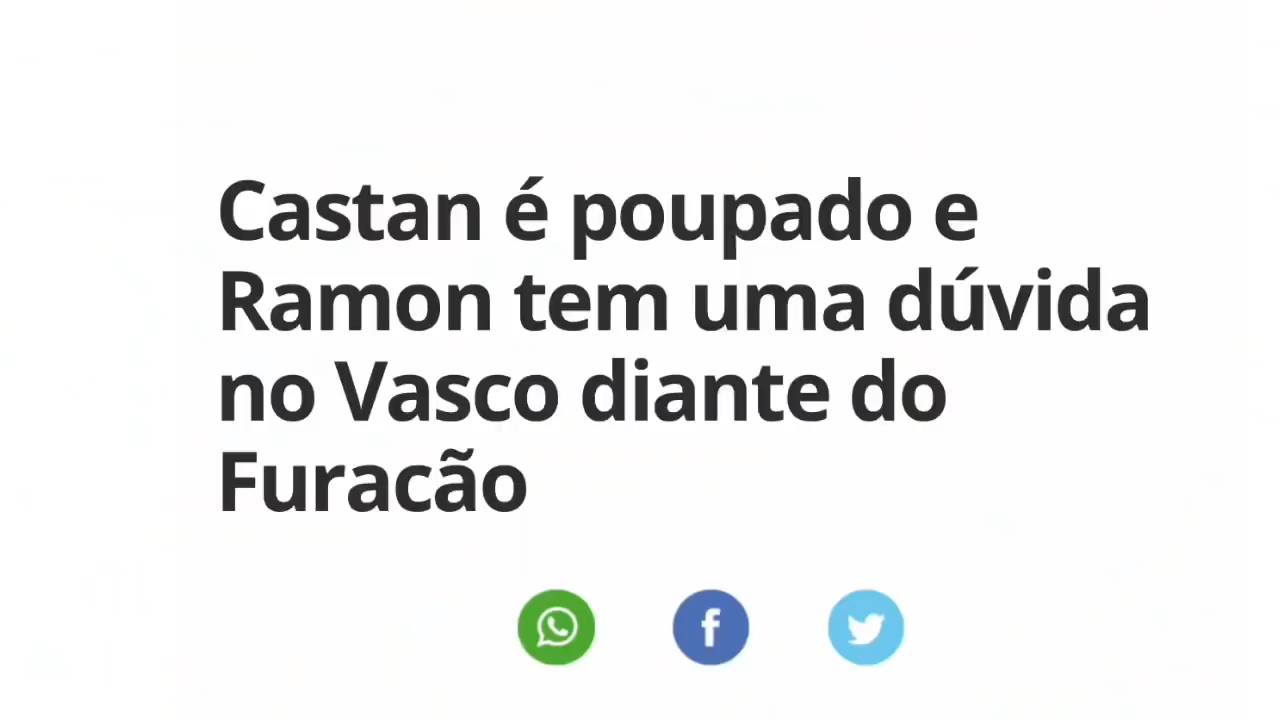 Castan é poupado e
Ramon tem uma dúvida
no Vasco diante do
Furacão